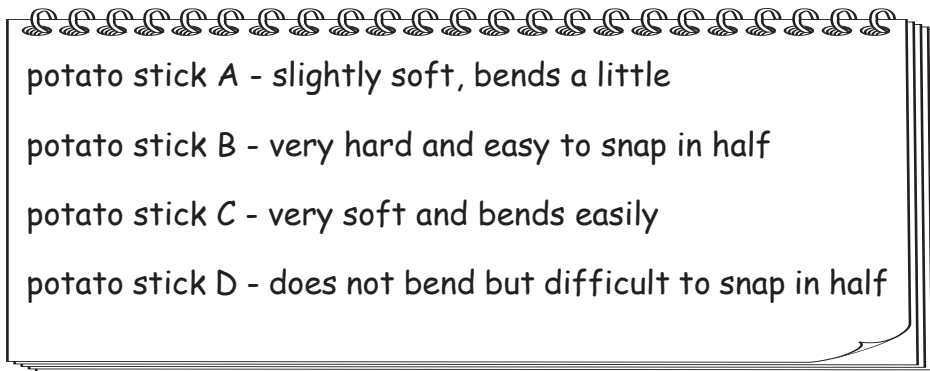 potato stick A - slightly soft, bends a little
potato stick B - very hard and easy to snap in half
potato stick C - very soft and bends easily
potato stick D - does not bend but difficult to snap in half